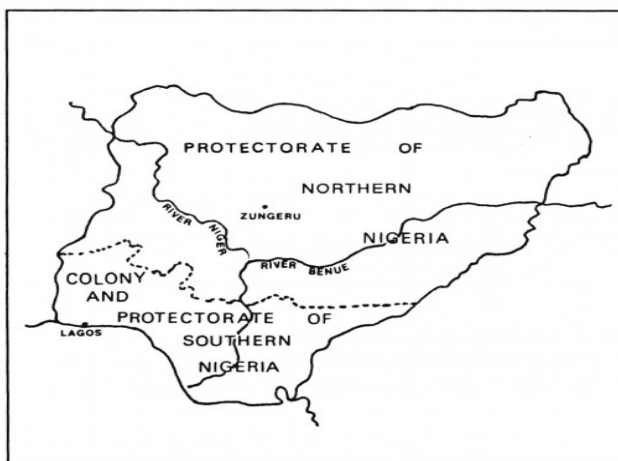 PROTECTORATE OF
NORTHERN
NIGERIA
ZUNGERU
RIVER NIGER
RIVER BENUE
COLONY
AND
PROTECTORATE OF
SOUTHERN
NIGERIA
LAGOS